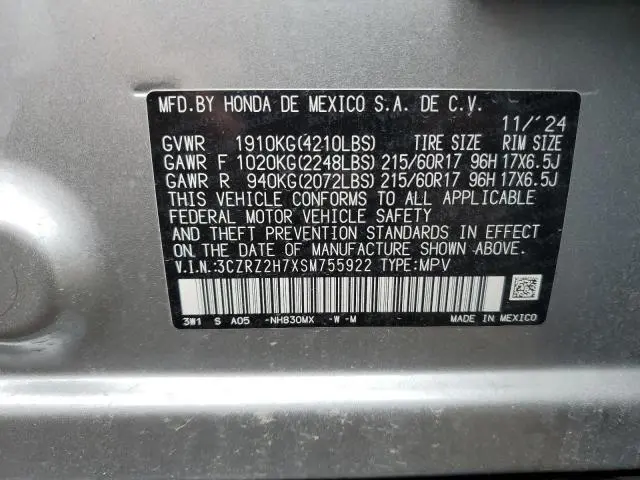 MFD.BY HONDA DE MEXICO S.A. DE C.V.
11/'24
GVWR 1910KG(4210LBS) TIRE SIZE RIM SIZE
GAWR F 1020KG(2248LBS) 215/60R17 96H 17X6.5J
GAWR R 940KG(2072LBS) 215/60R17 96H 17X6.5J
THIS VEHICLE CONFORMS TO ALL APPLICABLE
FEDERAL MOTOR VEHICLE SAFETY
AND THEFT PREVENTION STANDARDS IN EFFECT
ON THE DATE OF MANUFACTURE SHOWN ABOVE.
V.I.N.:3CZRZ2H7XSM755922 TYPE:MPV
3W1 S A05 -NH830MX -W-M MADE IN MEXICO